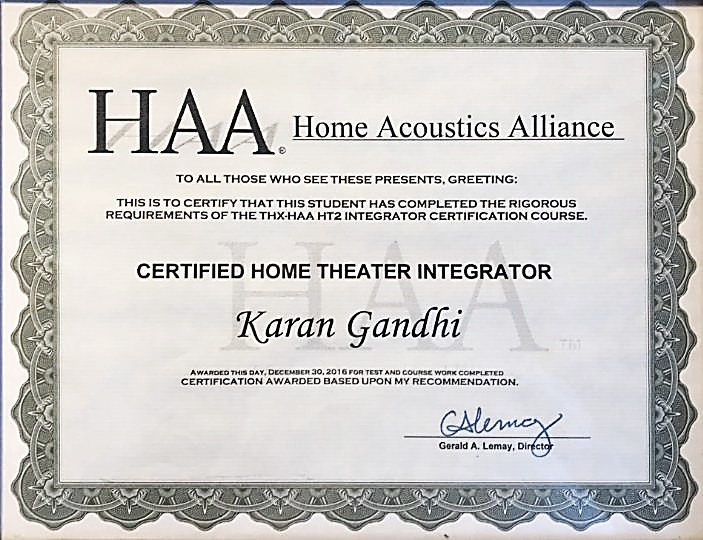 HAA® Home Acoustics Alliance
TO ALL THOSE WHO SEE THESE PRESENTS, GREETING:
THIS IS TO CERTIFY THAT THIS STUDENT HAS COMPLETED THE RIGOROUS
REQUIREMENTS OF THE THX-HAA HT2 INTEGRATOR CERTIFICATION COURSE.
HAA™
CERTIFIED HOME THEATER INTEGRATOR
Karan Gandhi
AWARDED THIS DAY, DECEMBER 30, 2016 FOR TEST AND COURSE WORK COMPLETED
CERTIFICATION AWARDED BASED UPON MY RECOMMENDATION.
GALemay
Gerald A. Lemay, Director